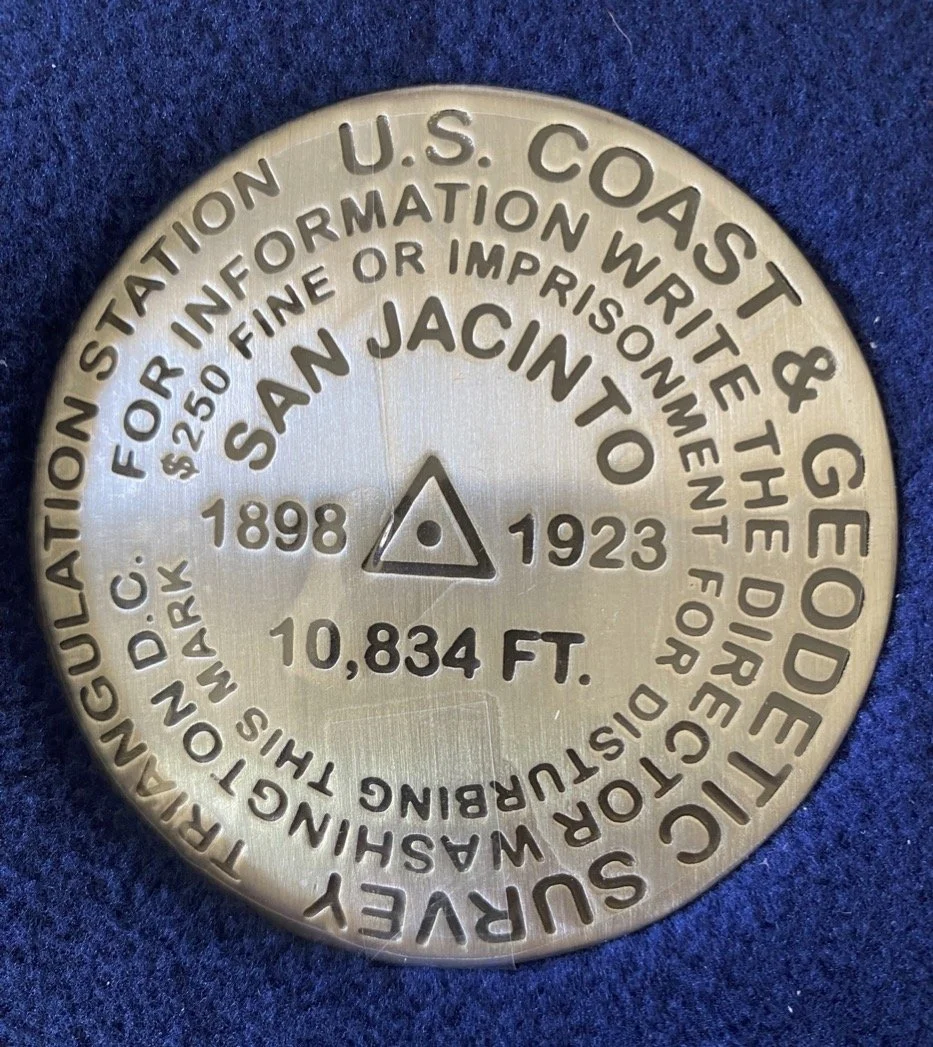 U.S. COAST & GEODETIC SURVEY
TRIANGULATION STATION
FOR INFORMATION WRITE THE DIRECTOR WASHINGTON D.C.
$250 FINE OR IMPRISONMENT FOR DISTURBING THIS MARK
SAN JACINTO
1898 1923
10,834 FT.